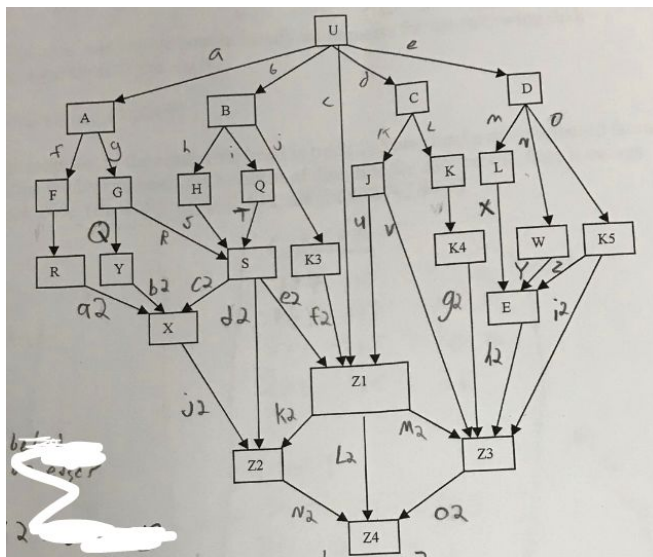 U
a
b
c
d
e
A
B
C
D
f
g
h
i
j
k
L
m
n
o
F
G
H
Q
J
K
L
Q
R
S
T
u
v
X
R
Y
S
K3
K4
W
K5
Y
Z
a2
b2
c2
d2
e2
f2
g2
E
h2
i2
X
Z1
j2
k2
L2
M2
Z2
Z3
N2
O2
Z4
2